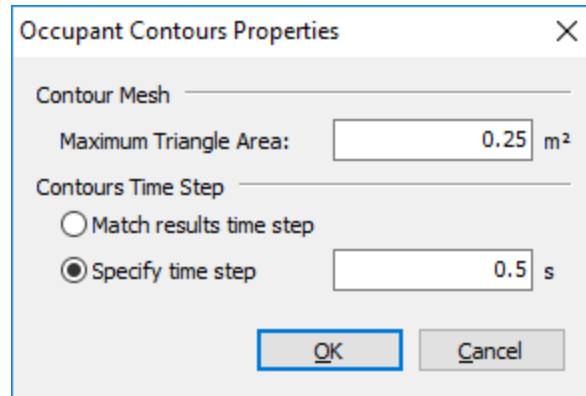 Occupant Contours Properties
Contour Mesh
Maximum Triangle Area: 0.25 m²
Contours Time Step
Match results time step
Specify time step 0.5 s
OK Cancel